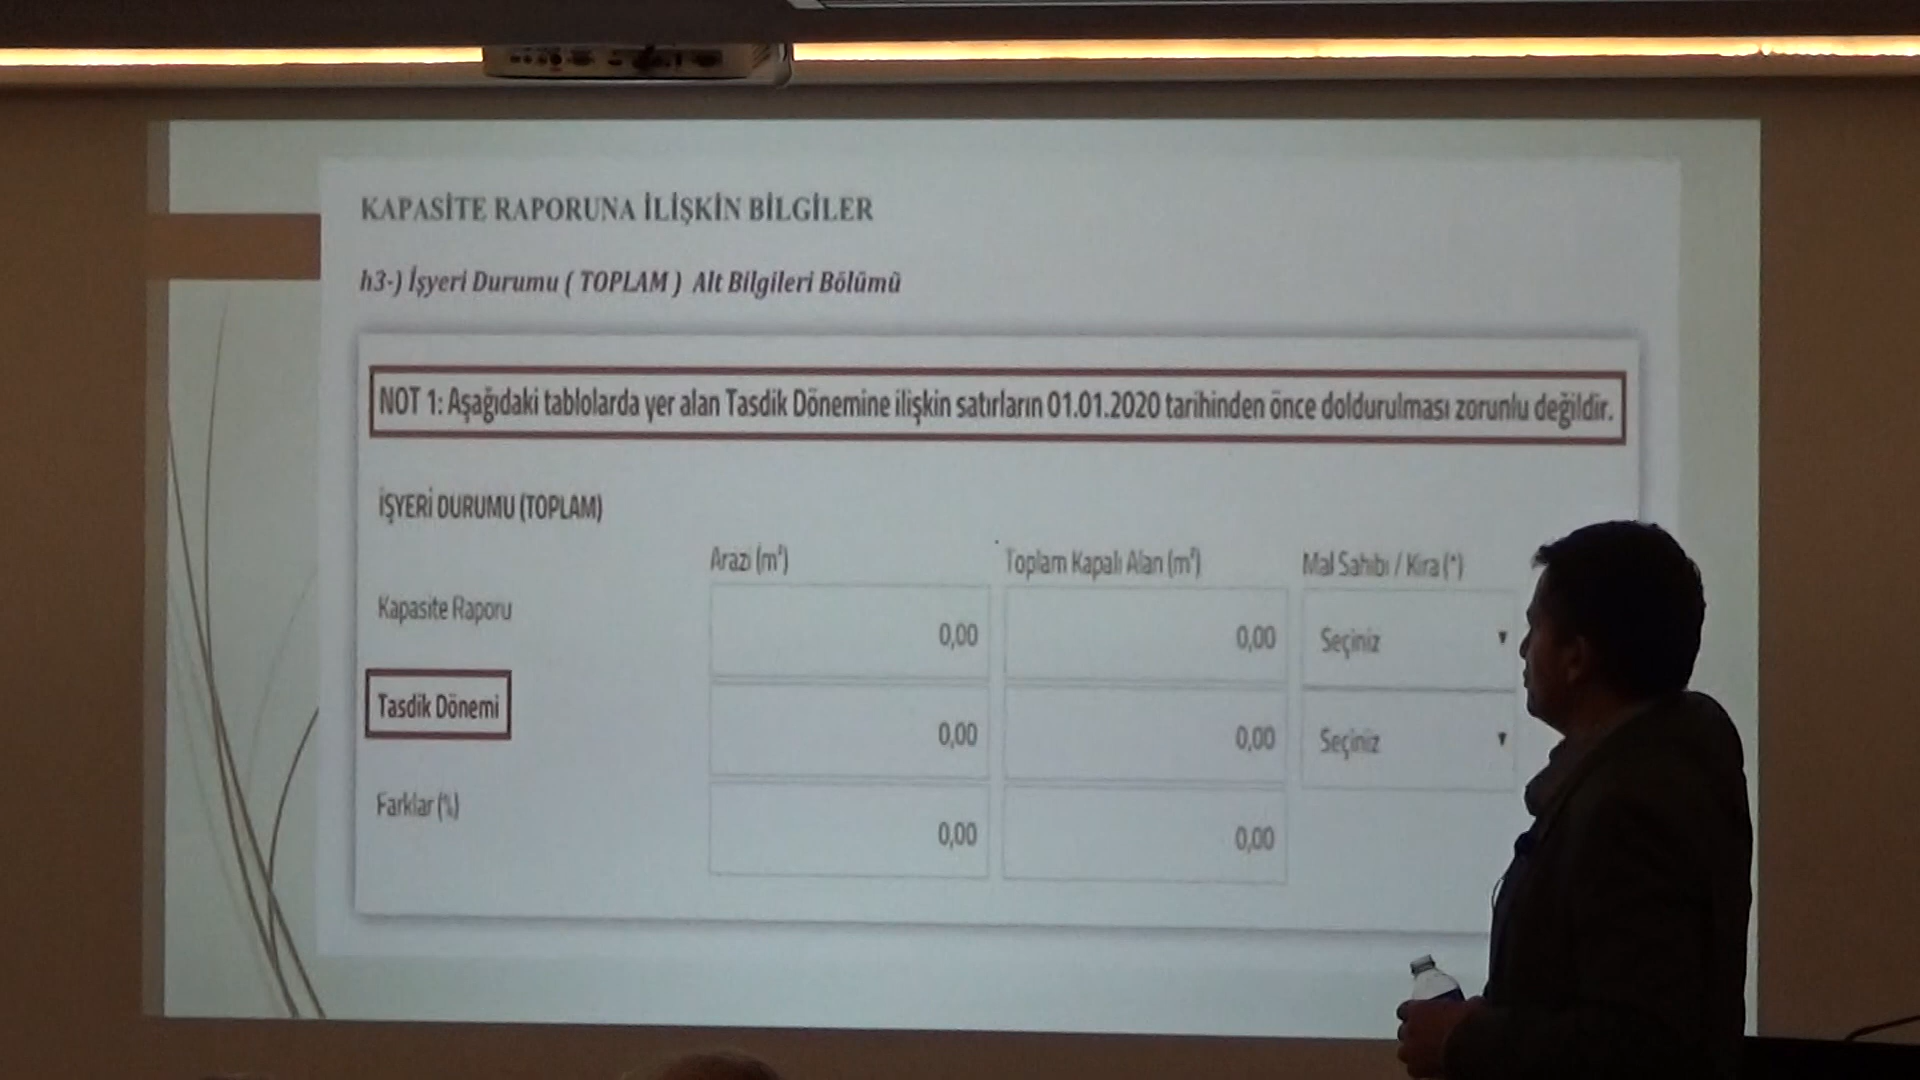 KAPASİTE RAPORUNA İLİŞKİN BİLGİLER
h3-) İşyeri Durumu ( TOPLAM ) Alt Bilgileri Bölümü
NOT 1: Aşağıdaki tablolarda yer alan Tasdik Dönemine ilişkin satırların 01.01.2020 tarihinden önce doldurulması zorunlu değildir.
İŞYERİ DURUMU (TOPLAM)
Arazi (m²) Toplam Kapalı Alan (m²) Mal Sahibi / Kira (*)
Kapasite Raporu 0,00 0,00 Seçiniz
Tasdik Dönemi 0,00 0,00 Seçiniz
Farklar (%) 0,00 0,00